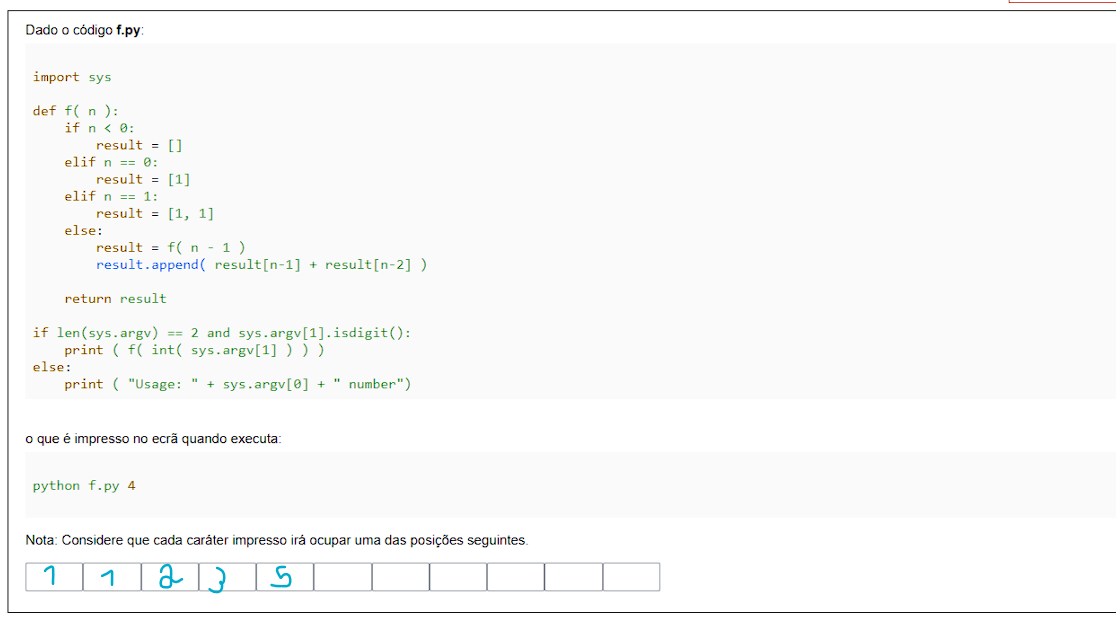 Dado o código f.py:
import sys
def f( n ):
    if n < 0:
        result = []
    elif n == 0:
        result = [1]
    elif n == 1:
        result = [1, 1]
    else:
        result = f( n - 1 )
        result.append( result[n-1] + result[n-2] )
    return result
if len(sys.argv) == 2 and sys.argv[1].isdigit():
    print ( f( int( sys.argv[1] ) ) )
else:
    print ( "Usage: " + sys.argv[0] + " number")
o que é impresso no ecrã quando executa:
python f.py 4
Nota: Considere que cada caráter impresso irá ocupar uma das posições seguintes.
1 1 2 3 5